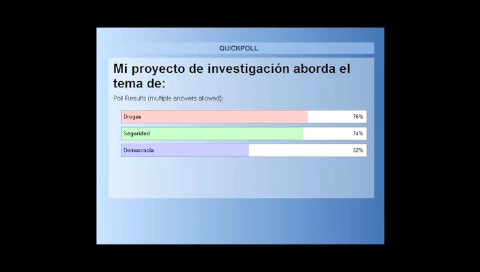 QUICKPOLL
Mi proyecto de investigación aborda el
tema de:
Poll Results (multiple answers allowed):
Drogas 76%
Seguridad 74%
Democracia 52%